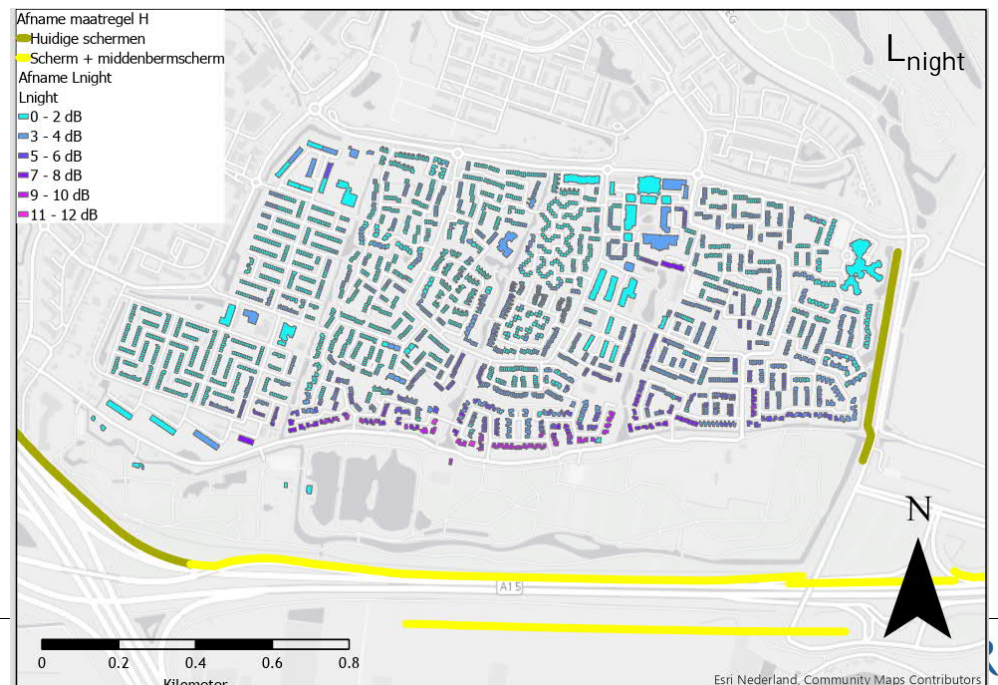 Afname maatregel H
Huidige schermen
Scherm + middenbermscherm
Afname Lnight
Lnight
0 - 2 dB
3 - 4 dB
5 - 6 dB
7 - 8 dB
9 - 10 dB
11 - 12 dB
Lnight
A15
N
0 0.2 0.4 0.6 0.8
Kilometer
Esri Nederland, Community Maps Contributors